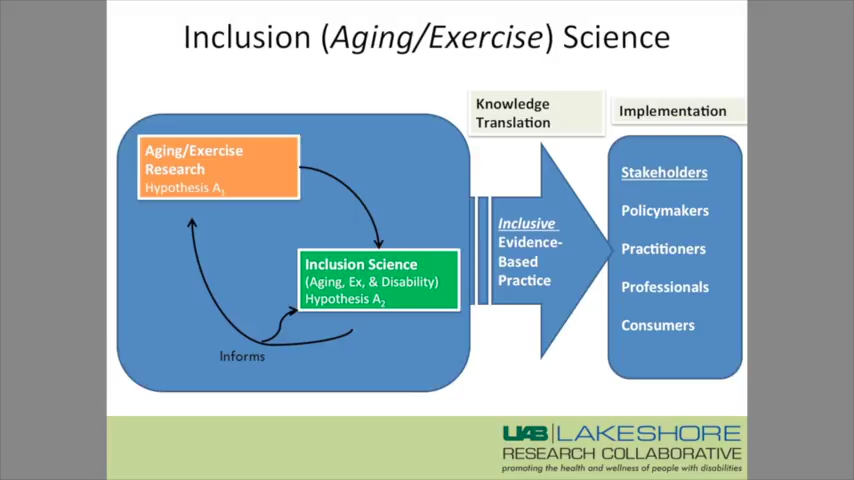 Inclusion (Aging/Exercise) Science
Knowledge
Translation
Implementation
Aging/Exercise
Research
Hypothesis A1
Inclusion Science
(Aging, Ex, & Disability)
Hypothesis A2
Informs
Inclusive
Evidence-
Based
Practice
Stakeholders
Policymakers
Practitioners
Professionals
Consumers
UAB | LAKESHORE
RESEARCH COLLABORATIVE
promoting the health and wellness of people with disabilities